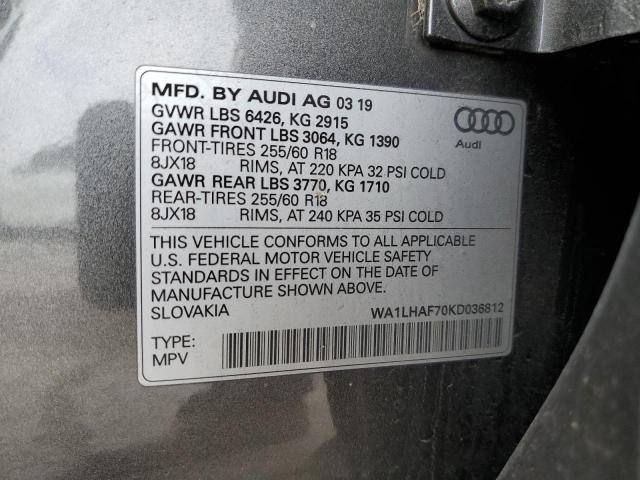 MFD. BY AUDI AG 03 19
GVWR LBS 6426, KG 2915
GAWR FRONT LBS 3064, KG 1390
FRONT-TIRES 255/60 R18
8JX18 RIMS, AT 220 KPA 32 PSI COLD
GAWR REAR LBS 3770, KG 1710
REAR-TIRES 255/60 R18
8JX18 RIMS, AT 240 KPA 35 PSI COLD
Audi
THIS VEHICLE CONFORMS TO ALL APPLICABLE
U.S. FEDERAL MOTOR VEHICLE SAFETY
STANDARDS IN EFFECT ON THE DATE OF
MANUFACTURE SHOWN ABOVE.
SLOVAKIA WA1LHAF70KD036812
TYPE:
MPV